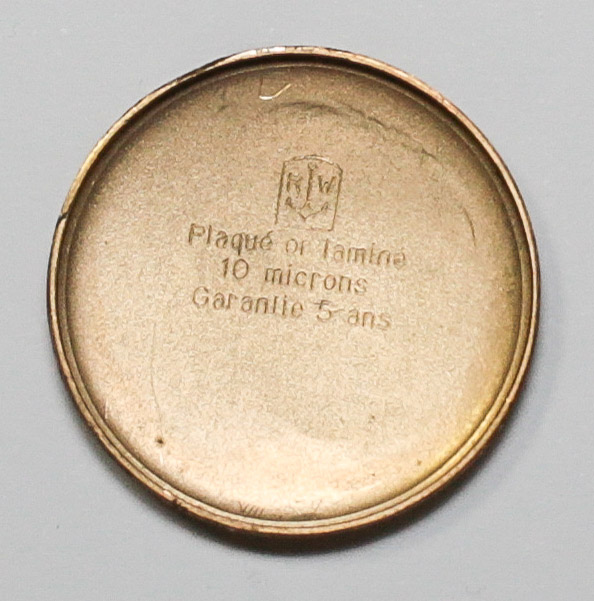 K W
Plaqué or laminé
10 microns
Garantie 5 ans